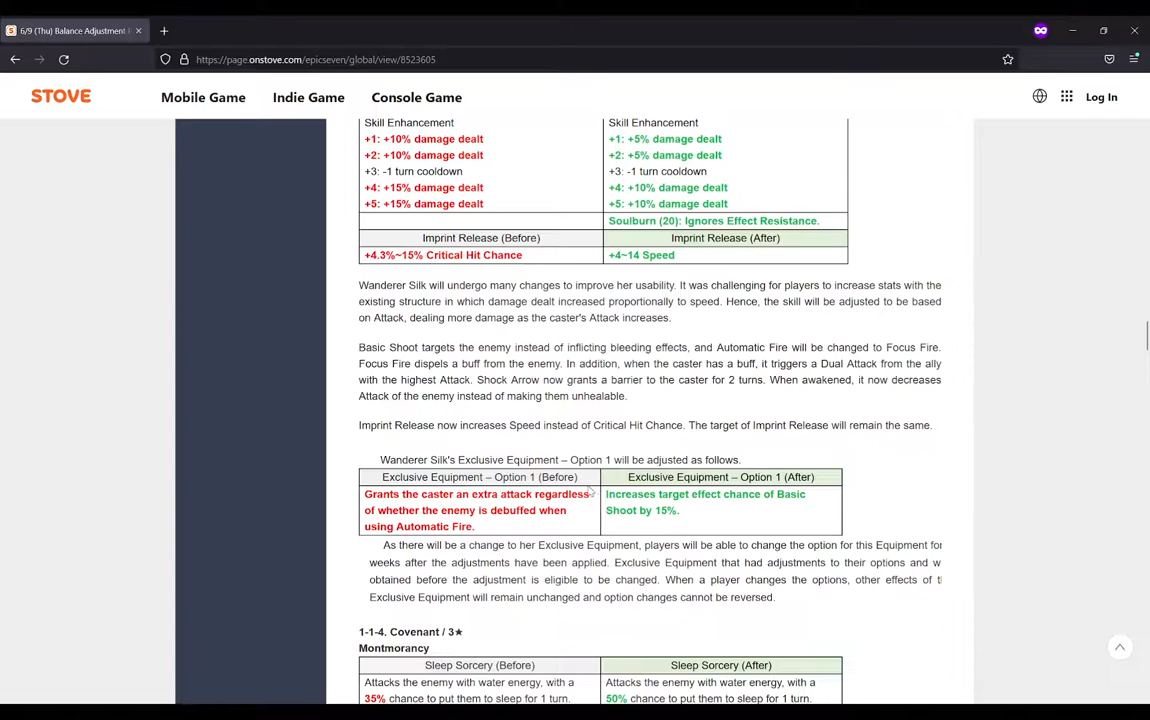 6/9 (Thu) Balance Adjustment
https://page.onstove.com/epicseven/global/view/8523605
STOVE
Mobile Game
Indie Game
Console Game
Log In
Skill Enhancement
+1: +10% damage dealt
+2: +10% damage dealt
+3: -1 turn cooldown
+4: +15% damage dealt
+5: +15% damage dealt
Skill Enhancement
+1: +5% damage dealt
+2: +5% damage dealt
+3: -1 turn cooldown
+4: +10% damage dealt
+5: +10% damage dealt
Soulburn (20): Ignores Effect Resistance.
Imprint Release (Before)
Imprint Release (After)
+4.3%~15% Critical Hit Chance
+4~14 Speed
Wanderer Silk will undergo many changes to improve her usability. It was challenging for players to increase stats with the
existing structure in which damage dealt increased proportionally to speed. Hence, the skill will be adjusted to be based
on Attack, dealing more damage as the caster's Attack increases.
Basic Shoot targets the enemy instead of inflicting bleeding effects, and Automatic Fire will be changed to Focus Fire.
Focus Fire dispels a buff from the enemy. In addition, when the caster has a buff, it triggers a Dual Attack from the ally
with the highest Attack. Shock Arrow now grants a barrier to the caster for 2 turns. When awakened, it now decreases
Attack of the enemy instead of making them unhealable.
Imprint Release now increases Speed instead of Critical Hit Chance. The target of Imprint Release will remain the same.
Wanderer Silk's Exclusive Equipment – Option 1 will be adjusted as follows.
Exclusive Equipment – Option 1 (Before)
Exclusive Equipment – Option 1 (After)
Grants the caster an extra attack regardless
of whether the enemy is debuffed when
using Automatic Fire.
Increases target effect chance of Basic
Shoot by 15%.
As there will be a change to her Exclusive Equipment, players will be able to change the option for this Equipment for
weeks after the adjustments have been applied. Exclusive Equipment that had adjustments to their options and w
obtained before the adjustment is eligible to be changed. When a player changes the options, other effects of
Exclusive Equipment will remain unchanged and option changes cannot be reversed.
1-1-4. Covenant / 3★
Montmorancy
Sleep Sorcery (Before)
Sleep Sorcery (After)
Attacks the enemy with water energy, with a
35% chance to put them to sleep for 1 turn.
Attacks the enemy with water energy, with a
50% chance to put them to sleep for 1 turn.